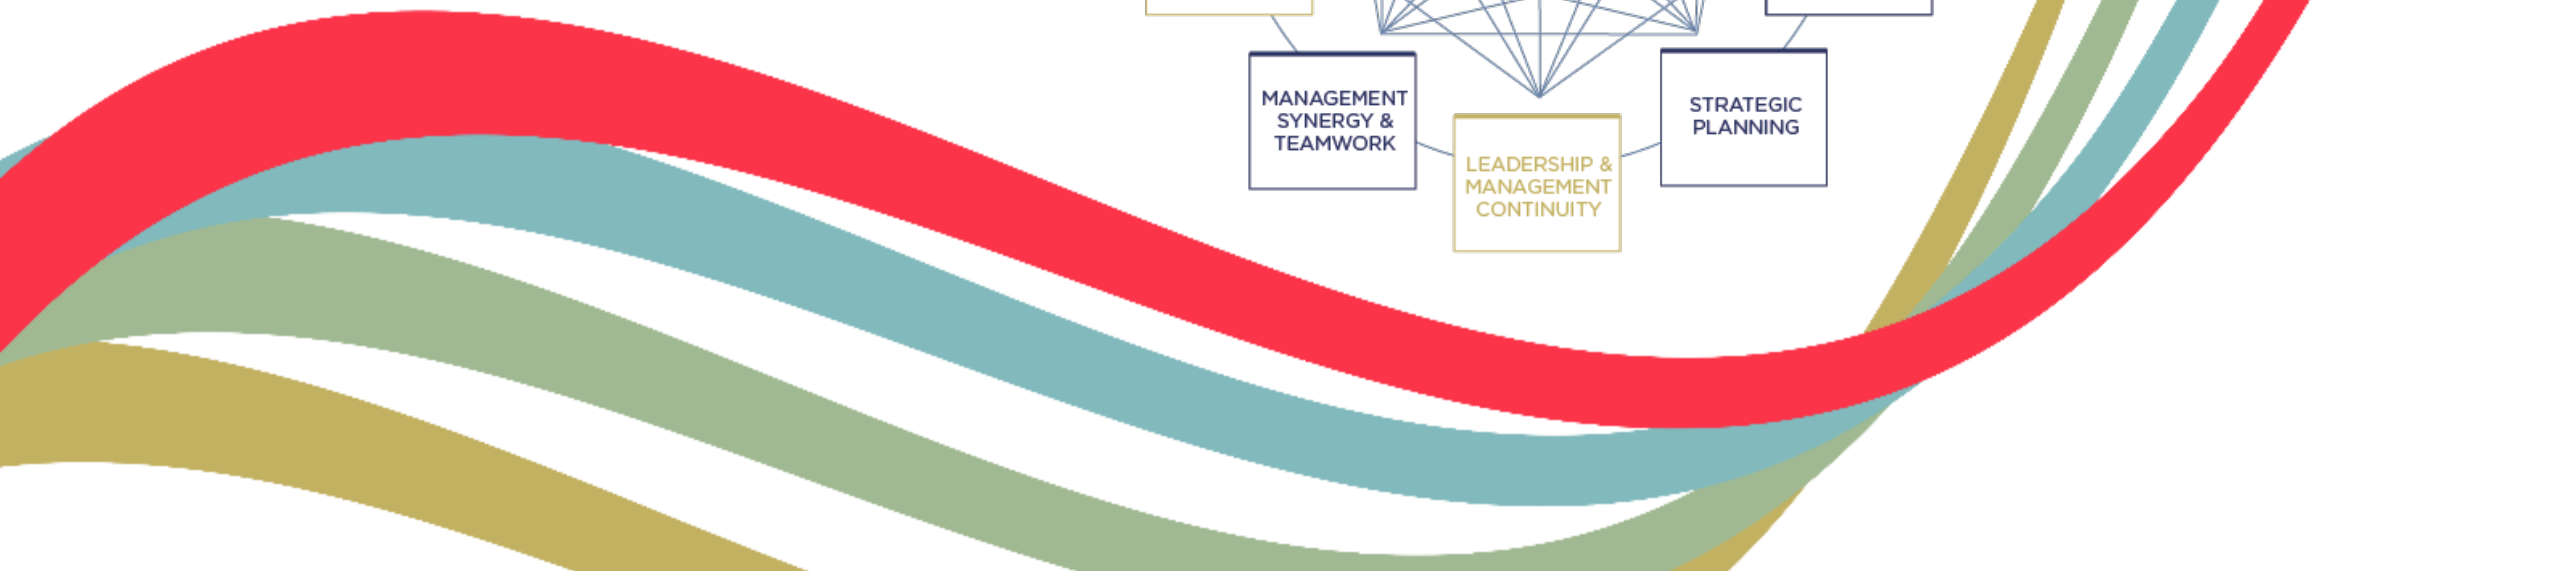 MANAGEMENT
SYNERGY &
TEAMWORK
LEADERSHIP &
MANAGEMENT
CONTINUITY
STRATEGIC
PLANNING